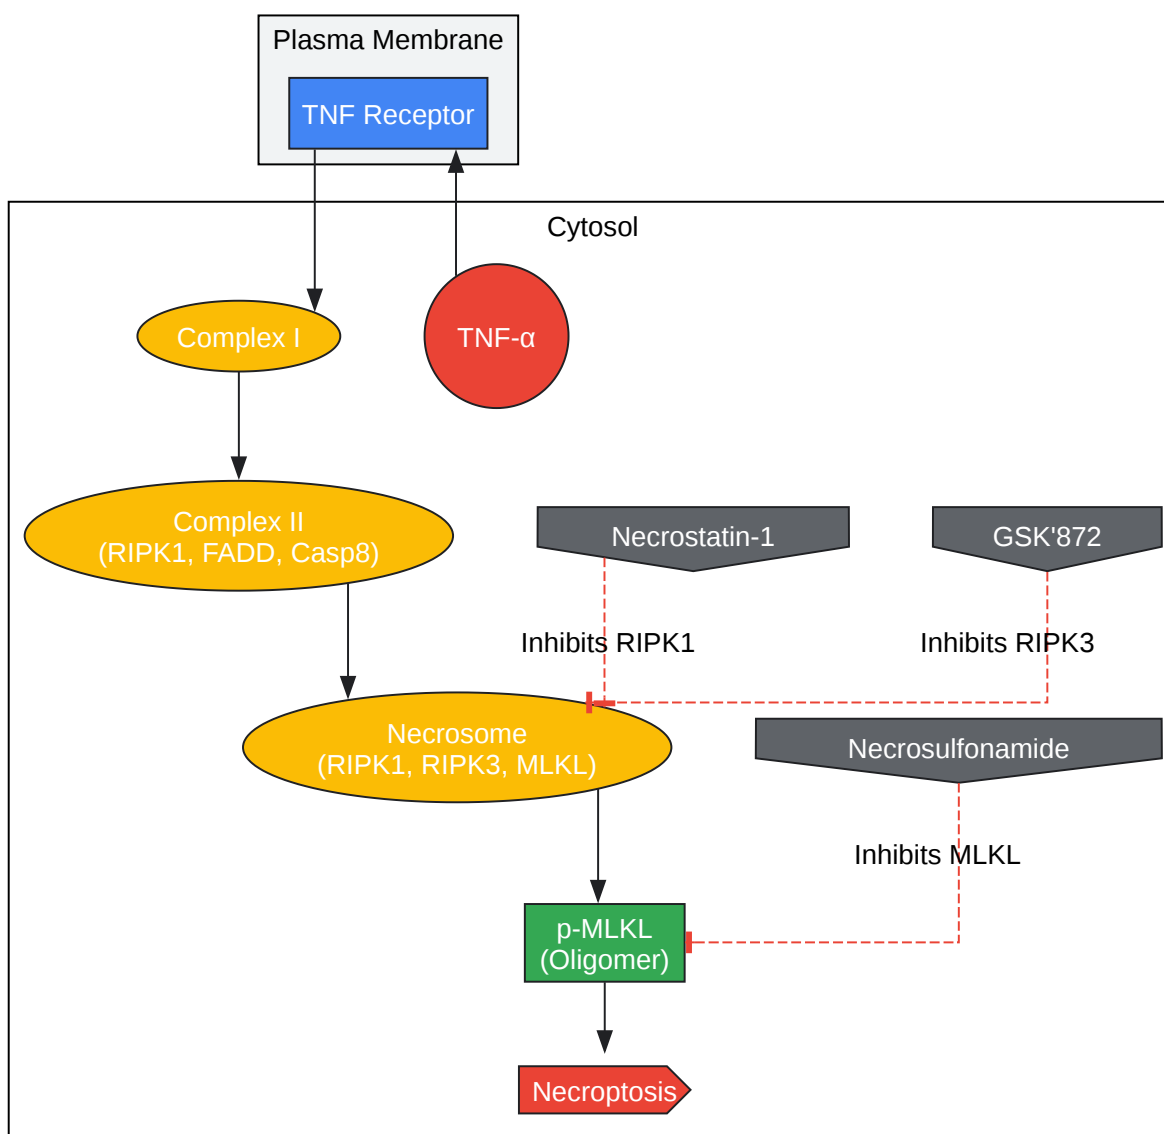 Plasma Membrane
TNF Receptor
Cytosol
Complex I
TNF-α
Complex II
(RIPK1, FADD, Casp8)
Necrostatin-1
GSK'872
Inhibits RIPK1
Inhibits RIPK3
Necrosome
(RIPK1, RIPK3, MLKL)
Necrosulfonamide
Inhibits MLKL
p-MLKL
(Oligomer)
Necroptosis